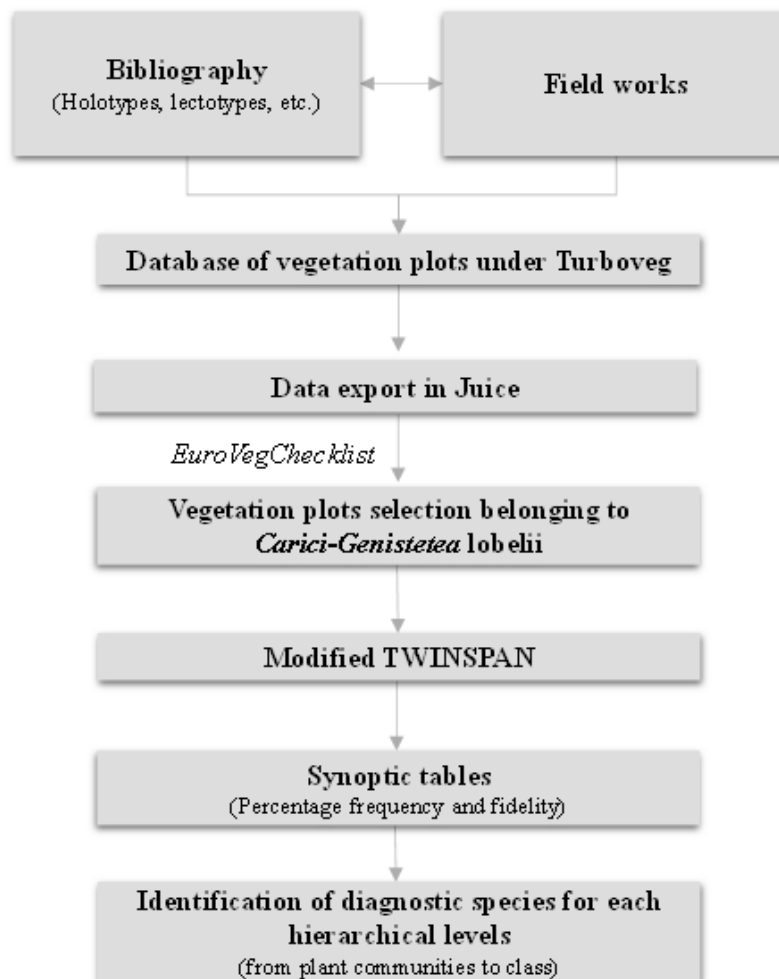 Bibliography
(Holotypes, lectotypes, etc.)
Field works
Database of vegetation plots under Turboveg
Data export in Juice
EuroVegChecklist
Vegetation plots selection belonging to
Carici-Genistetea lobelii
Modified TWINSPAN
Synoptic tables
(Percentage frequency and fidelity)
Identification of diagnostic species for each
hierarchical levels
(from plant communities to class)